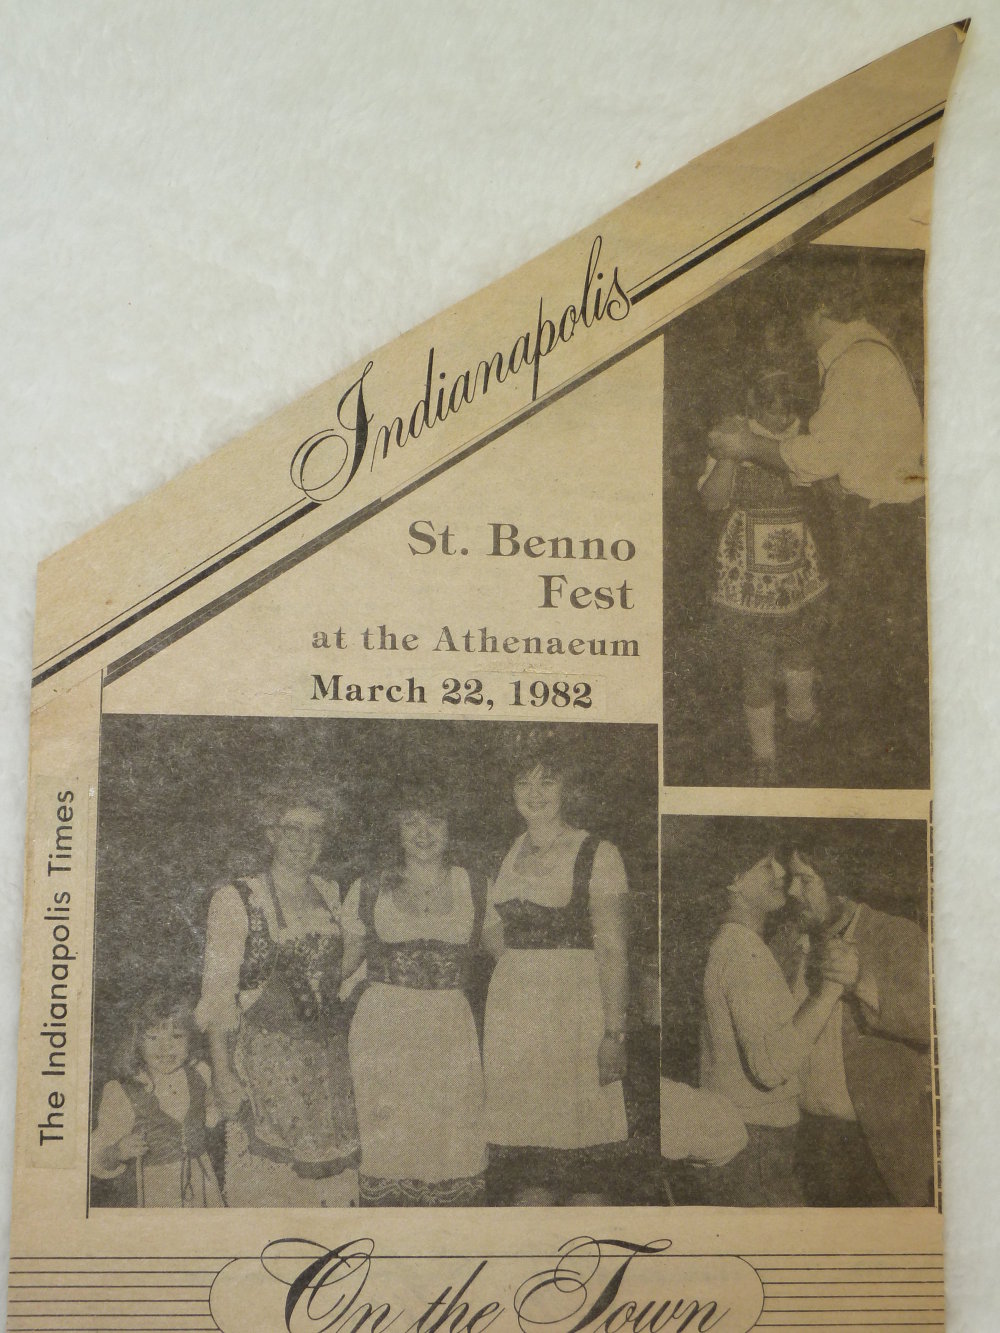 Indianapolis
St. Benno
Fest
at the Athenaeum
March 22, 1982
The Indianapolis Times
On the Town